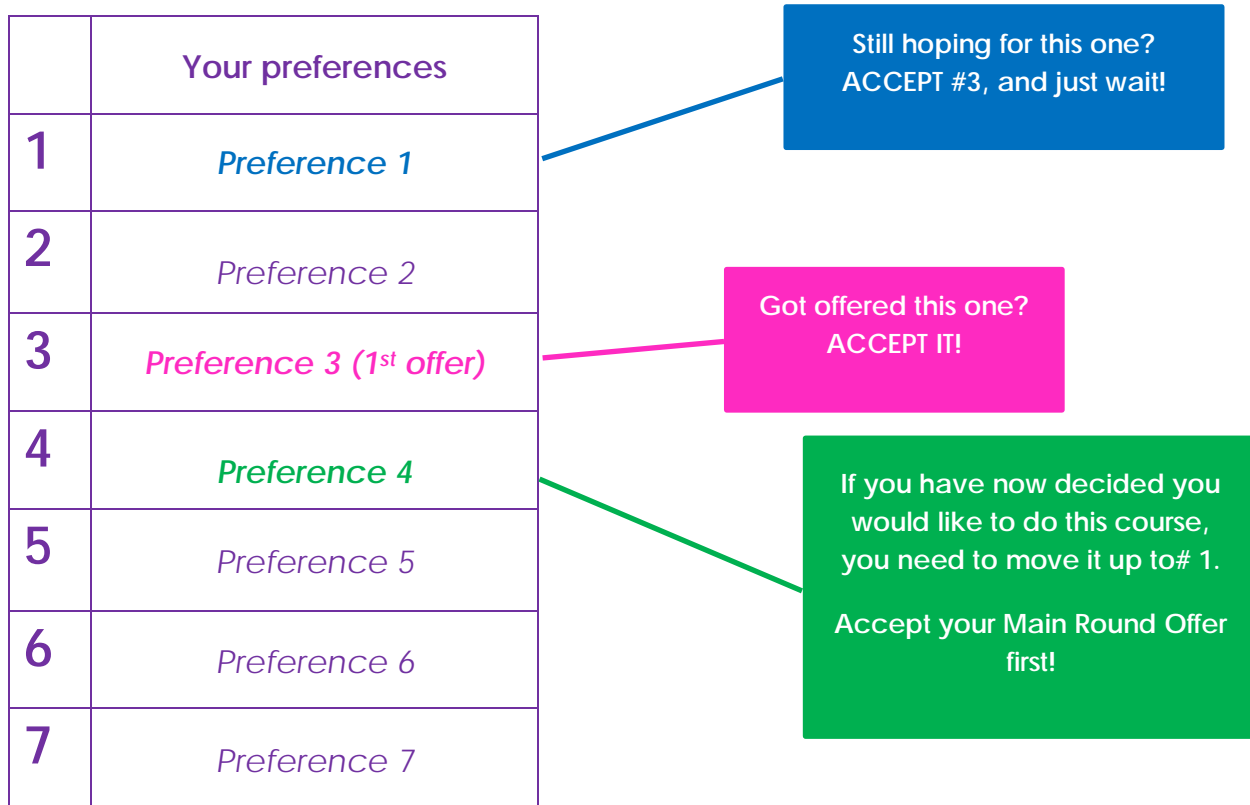 Your preferences
1
Preference 1
2
Preference 2
3
Preference 3 (1st offer)
4
Preference 4
5
Preference 5
6
Preference 6
7
Preference 7
Still hoping for this one?
ACCEPT #3, and just wait!
Got offered this one?
ACCEPT IT!
If you have now decided you
would like to do this course,
you need to move it up to# 1.
Accept your Main Round Offer
first!